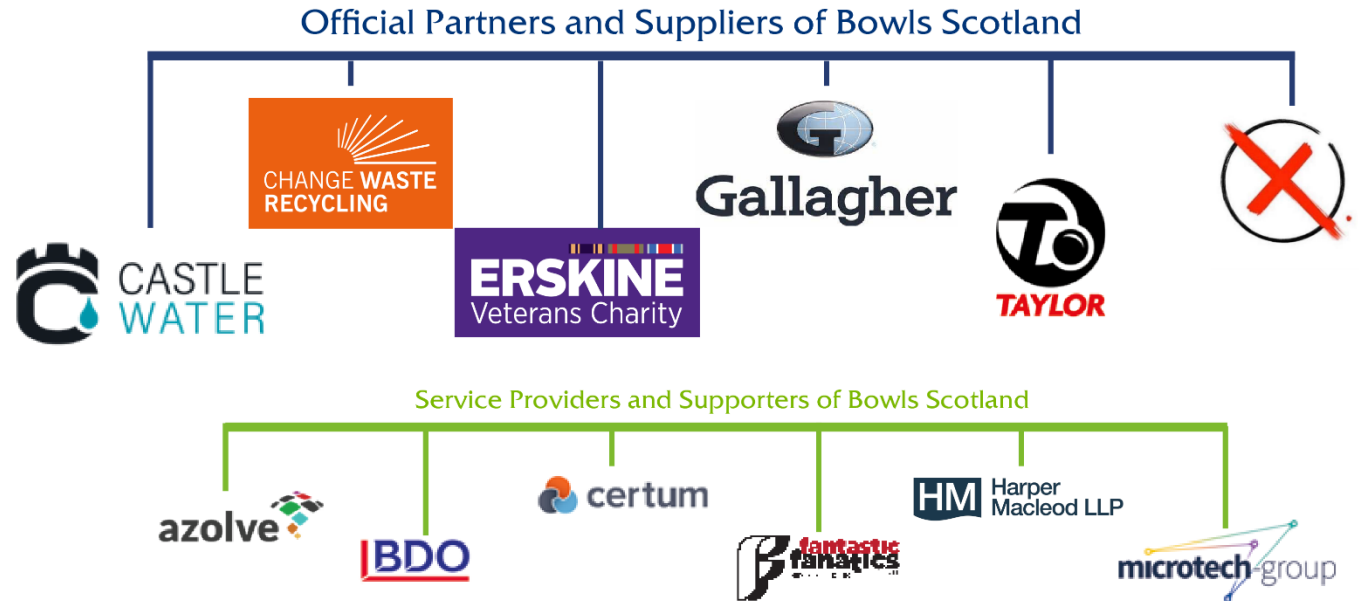 Official Partners and Suppliers of Bowls Scotland
CHANGE WASTE
RECYCLING
Gallagher
CASTLE
WATER
ERSKINE
Veterans Charity
TAYLOR
Service Providers and Supporters of Bowls Scotland
azolve
BDO
certum
fantastic
fanatics
HM Harper
Macleod LLP
microtech-group